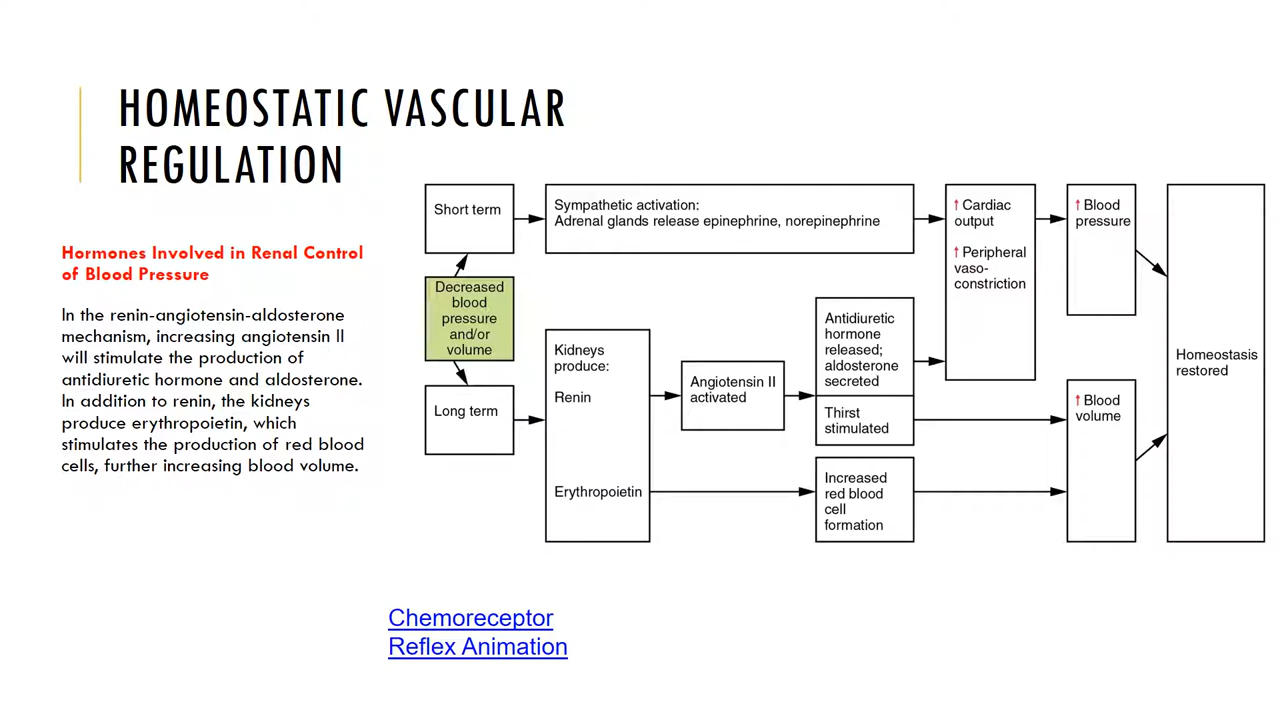 HOMEOSTATIC VASCULAR
REGULATION
Hormones Involved in Renal Control
of Blood Pressure
In the renin-angiotensin-aldosterone
mechanism, increasing angiotensin II
will stimulate the production of
antidiuretic hormone and aldosterone.
In addition to renin, the kidneys
produce erythropoietin, which
stimulates the production of red blood
cells, further increasing blood volume.
Short term
Sympathetic activation:
Adrenal glands release epinephrine, norepinephrine
↑ Cardiac
output
↑ Peripheral
vaso-
constriction
↑ Blood
pressure
Decreased
blood
pressure
and/or
volume
Long term
Kidneys
produce:
Renin
Erythropoietin
Angiotensin II
activated
Antidiuretic
hormone
released;
aldosterone
secreted
Thirst
stimulated
Increased
red blood
cell
formation
↑ Blood
volume
Homeostasis
restored
Chemoreceptor
Reflex Animation